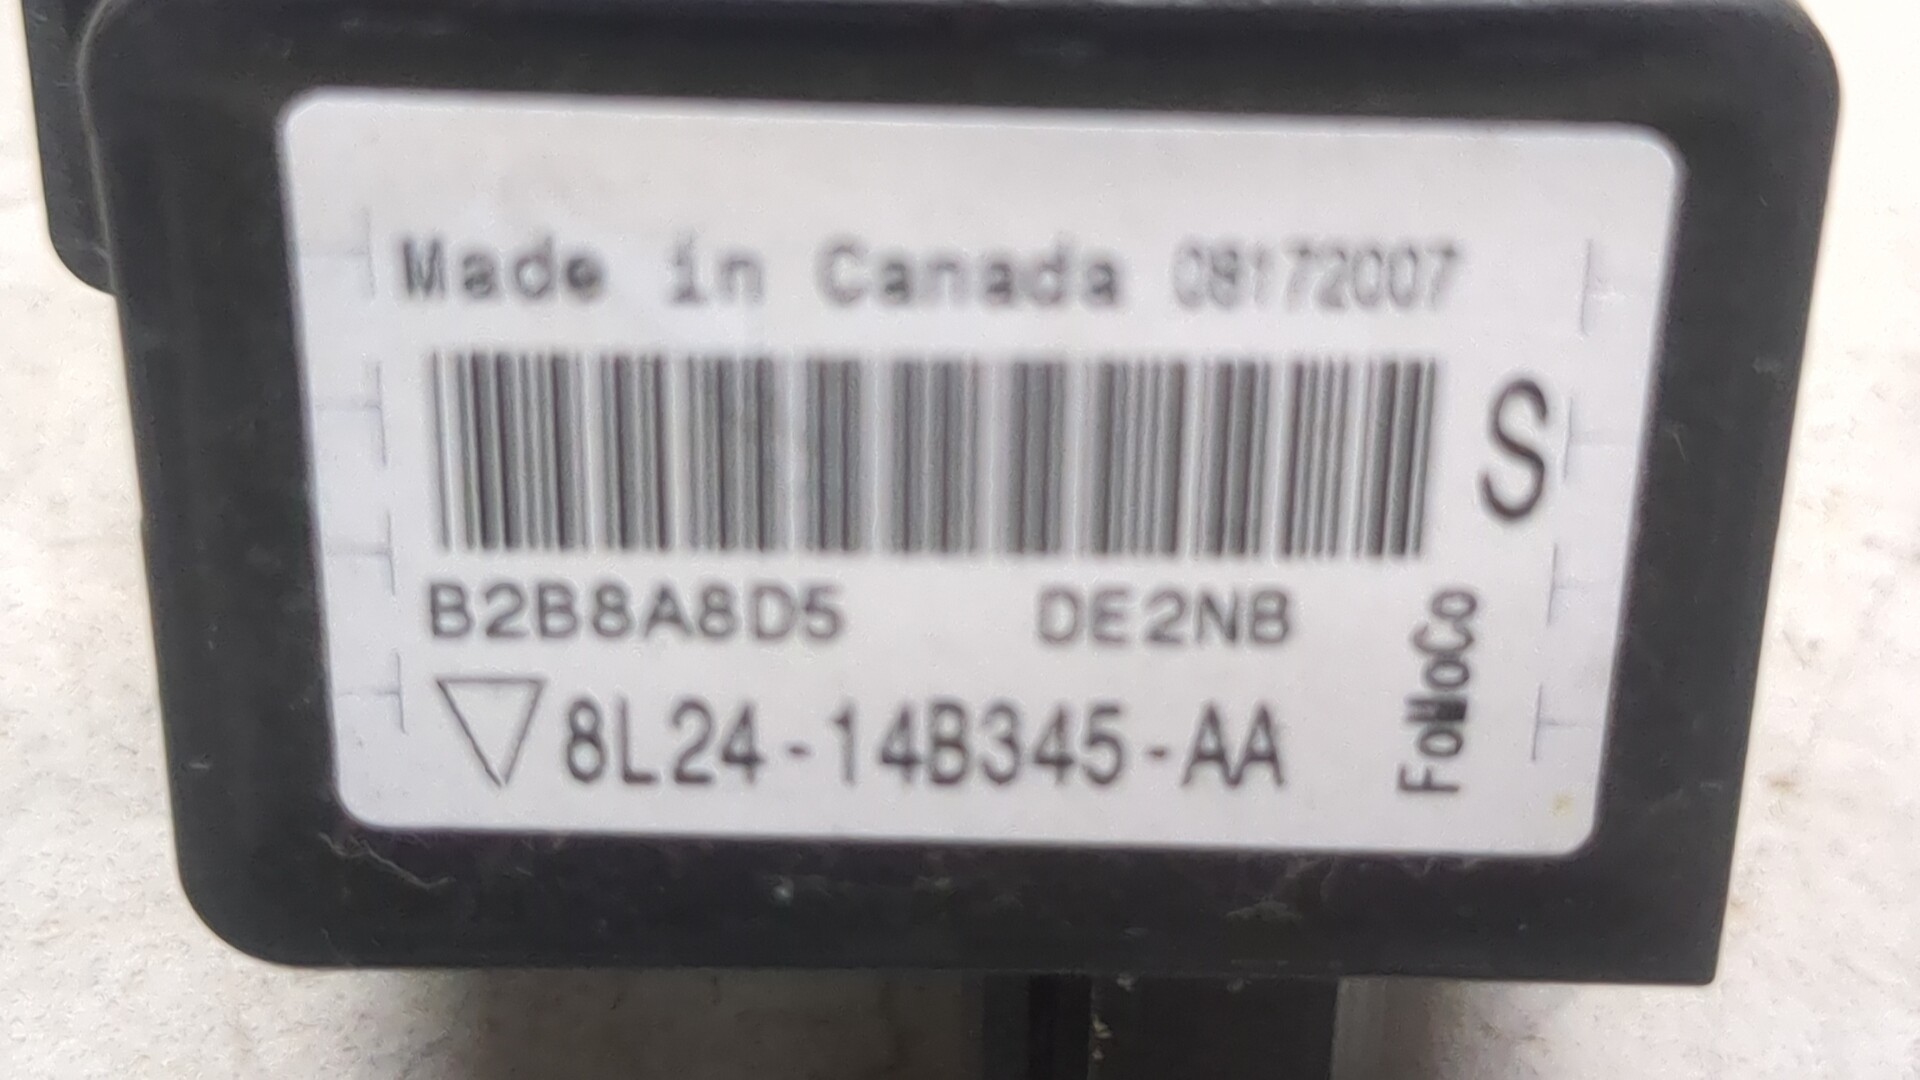 Made in Canada 08172007
S
B2B8A8D5 DE2NB
8L24-14B345-AA
FoMoCo